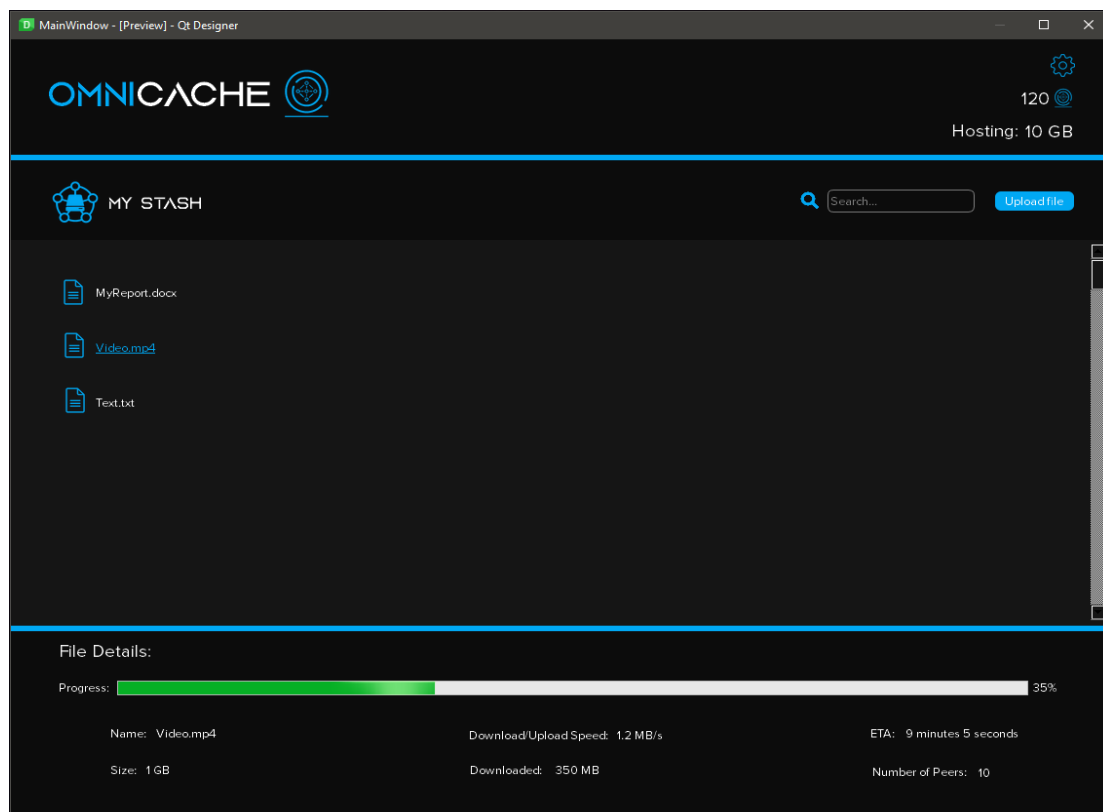 MainWindow - [Preview] - Qt Designer
OMNICACHE
120
Hosting: 10 GB
MY STASH
Search...
Upload file
MyReport.docx
Video.mp4
Text.txt
File Details:
Progress: 35%
Name: Video.mp4
Download/Upload Speed: 1.2 MB/s
ETA: 9 minutes 5 seconds
Size: 1 GB
Downloaded: 350 MB
Number of Peers: 10